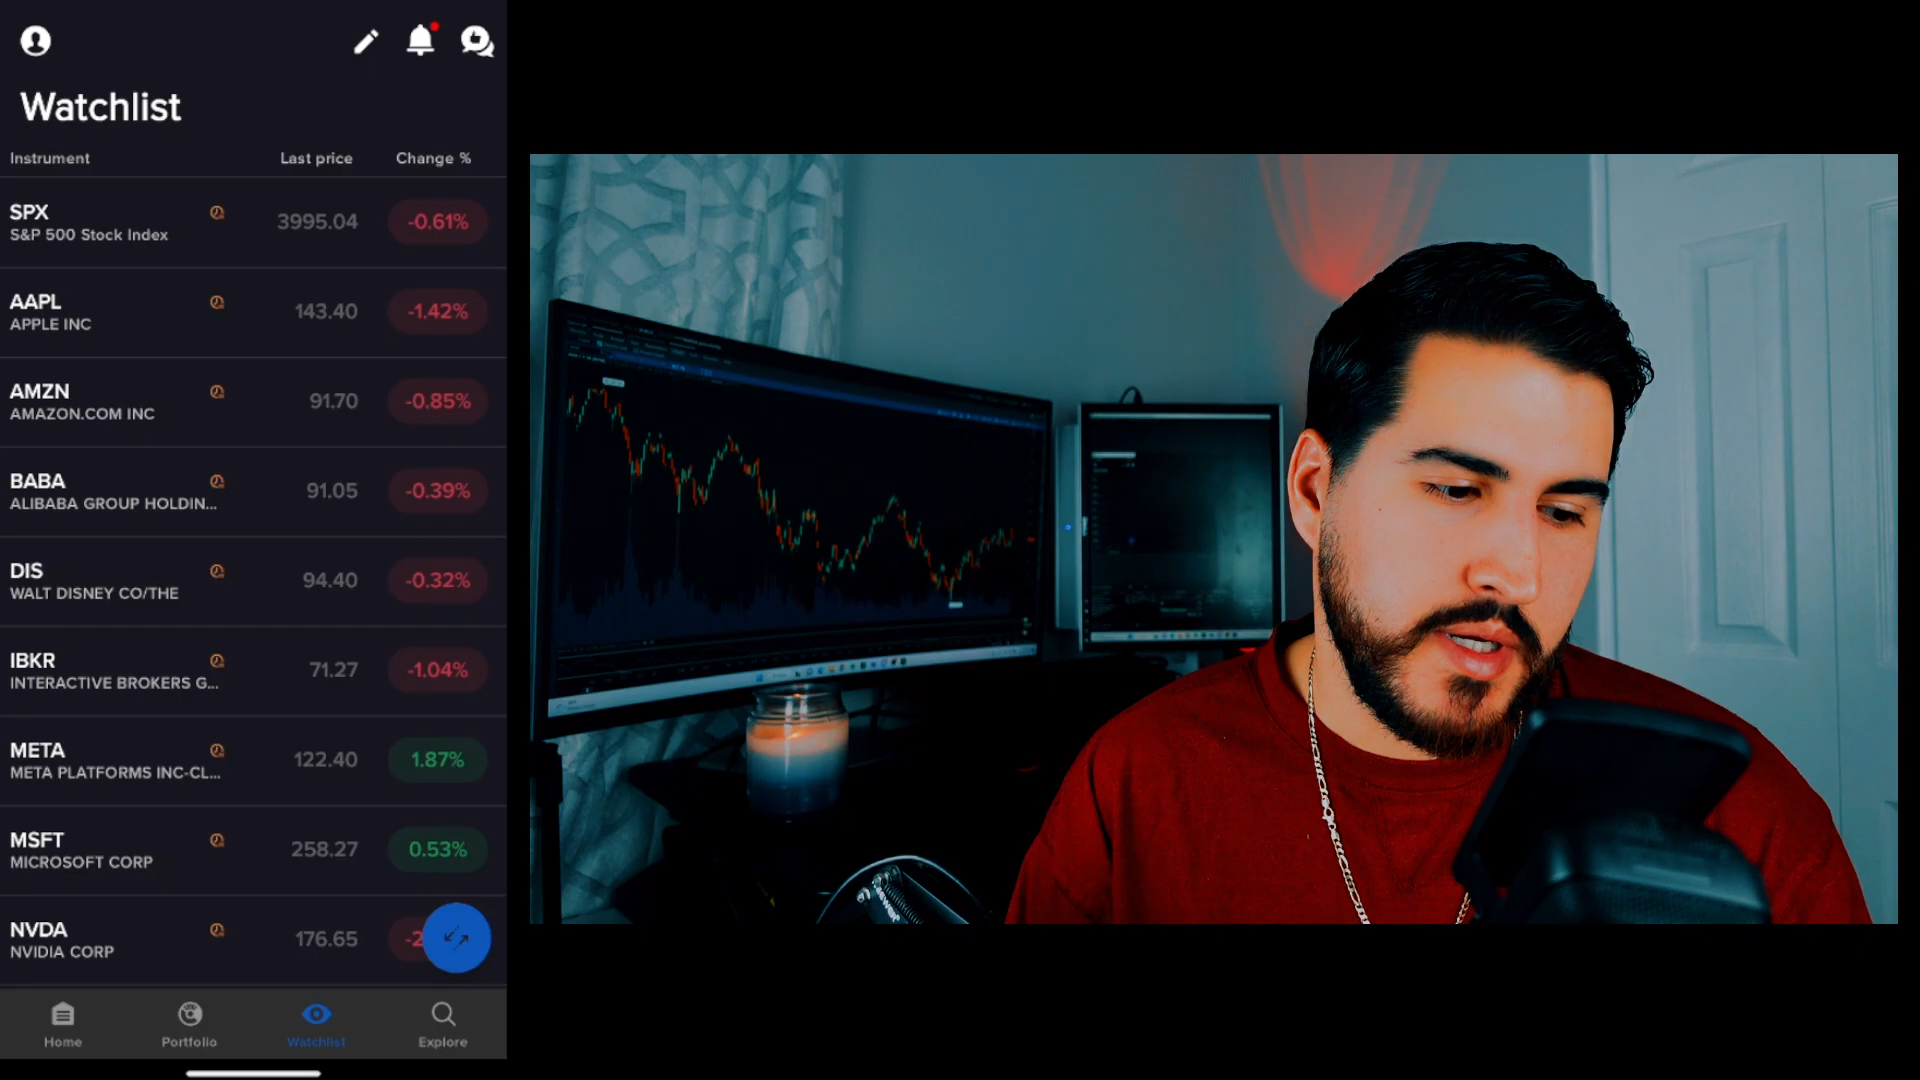 Watchlist
Instrument Last price Change %
SPX 3995.04 -0.61%
S&P 500 Stock Index
AAPL 143.40 -1.42%
APPLE INC
AMZN 91.70 -0.85%
AMAZON.COM INC
BABA 91.05 -0.39%
ALIBABA GROUP HOLDIN...
DIS 94.40 -0.32%
WALT DISNEY CO/THE
IBKR 71.27 -1.04%
INTERACTIVE BROKERS G...
META 122.40 1.87%
META PLATFORMS INC-CL...
MSFT 258.27 0.53%
MICROSOFT CORP
NVDA 176.65 -2
NVIDIA CORP
Home Portfolio Watchlist Explore